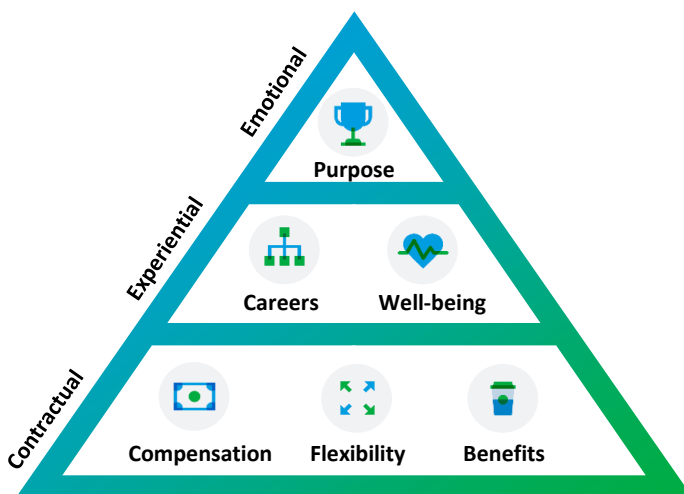 Emotional
Purpose
Experiential
Careers Well-being
Contractual
Compensation Flexibility Benefits